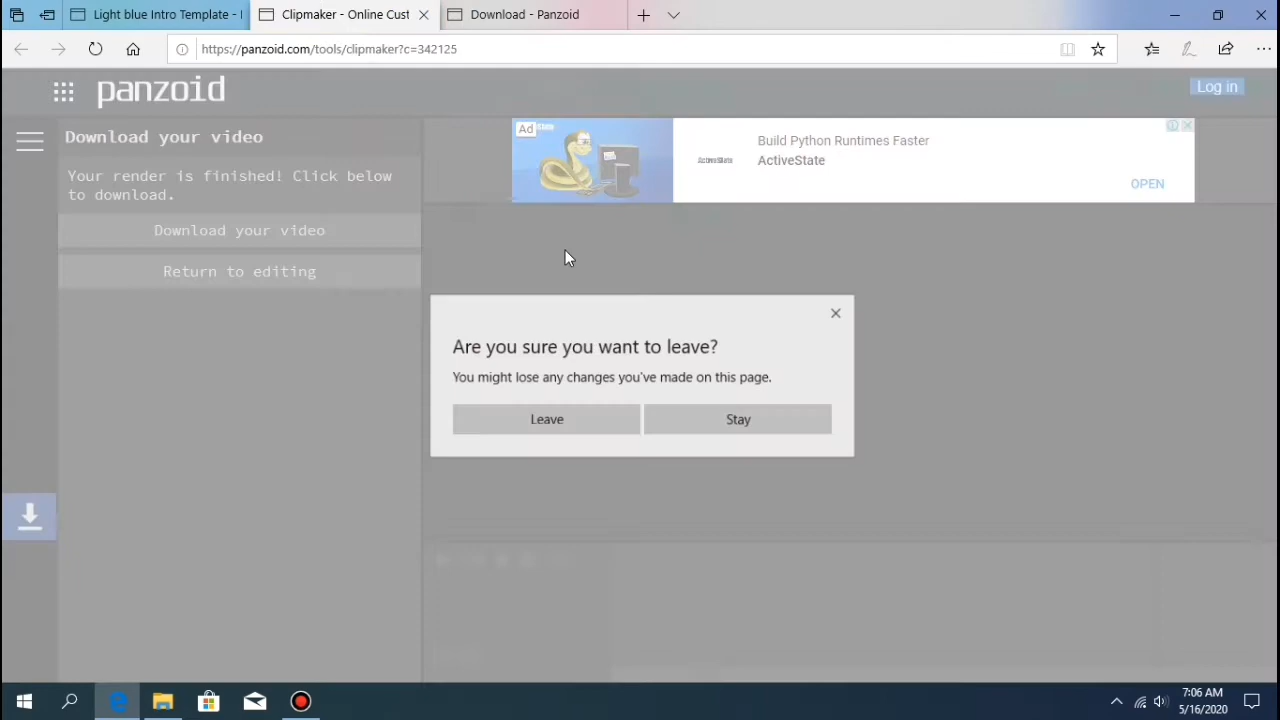 Light blue Intro Template -
Clipmaker - Online Cust
Download - Panzoid
https://panzoid.com/tools/clipmaker?c=342125
panzoid
Log in
Download your video
Your render is finished! Click below
to download.
Download your video
Return to editing
Ad
Build Python Runtimes Faster
ActiveState
ActiveState
OPEN
Are you sure you want to leave?
You might lose any changes you've made on this page.
Leave
Stay
7:06 AM
5/16/2020